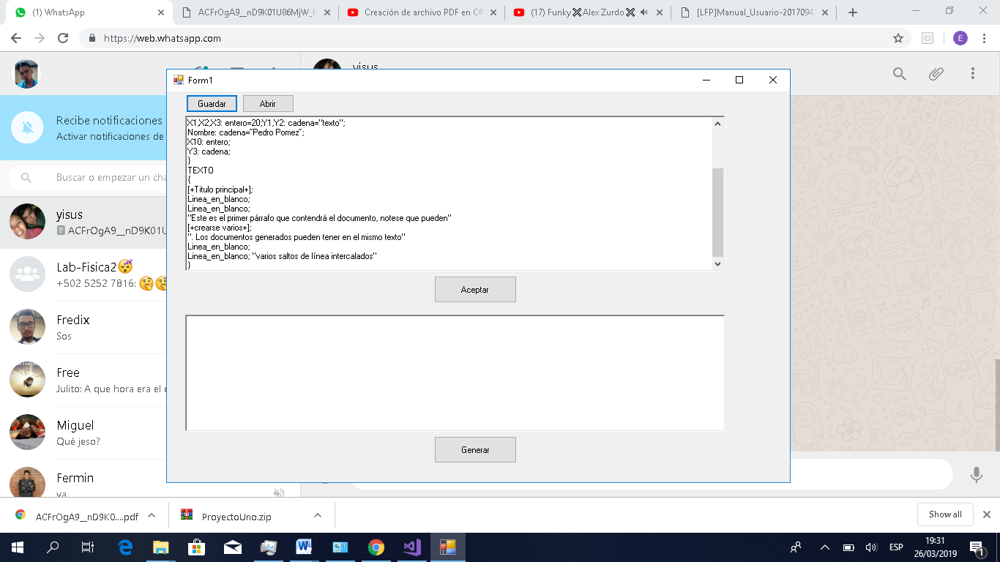 (1) WhatsApp
ACFrOgA9__nD9K01U86MjW_h
Creación de archivo PDF en C#
(17) Funky❌Alex Zurdo❌
[LFP]Manual_Usuario-2017094
https://web.whatsapp.com
E
yisus
Form1
Guardar
Abrir
Recibe notificaciones
Activar notificaciones de
Buscar o empezar un cha
yisus
ACFrOgA9__nD9K01U
Lab-Fisica2😴
+502 5252 7816: 🤔🤔
Fredix
Sos
Free
Julito: A que hora era el e
Miguel
Qué jeso?
Fermin
ya
X1,X2,X3: entero=20;Y1,Y2: cadena="texto";
Nombre: cadena=˝Pedro Pomez˝;
X10: entero;
Y3: cadena;
}
TEXTO
{
[+Titulo principal+];
Linea_en_blanco;
Linea_en_blanco;
"Este es el primer párrafo que contendrá el documento, notese que pueden"
[+crearse varios+];
". Los documentos generados pueden tener en el mismo texto"
Linea_en_blanco;
Linea_en_blanco; "varios saltos de línea intercalados"
}
Aceptar
Generar
ACFrOgA9__nD9K0....pdf
ProyectoUno.zip
Show all
ESP
19:31
26/03/2019
1